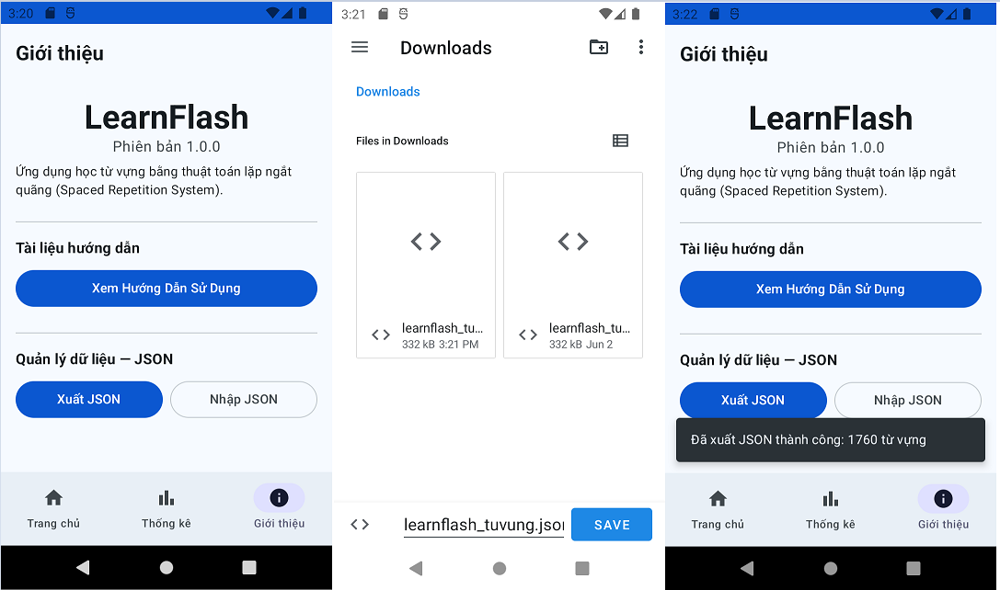 3:20
Giới thiệu
LearnFlash
Phiên bản 1.0.0
Ứng dụng học từ vựng bằng thuật toán lặp ngắt
quãng (Spaced Repetition System).
Tài liệu hướng dẫn
Xem Hướng Dẫn Sử Dụng
Quản lý dữ liệu — JSON
Xuất JSON
Nhập JSON
Trang chủ
Thống kê
Giới thiệu
3:21
Downloads
Downloads
Files in Downloads
learnflash_tu...
332 kB 3:21 PM
learnflash_tu...
332 kB Jun 2
learnflash_tuvung.json
SAVE
3:22
Giới thiệu
LearnFlash
Phiên bản 1.0.0
Ứng dụng học từ vựng bằng thuật toán lặp ngắt
quãng (Spaced Repetition System).
Tài liệu hướng dẫn
Xem Hướng Dẫn Sử Dụng
Quản lý dữ liệu — JSON
Xuất JSON
Nhập JSON
Đã xuất JSON thành công: 1760 từ vựng
Trang chủ
Thống kê
Giới thiệu